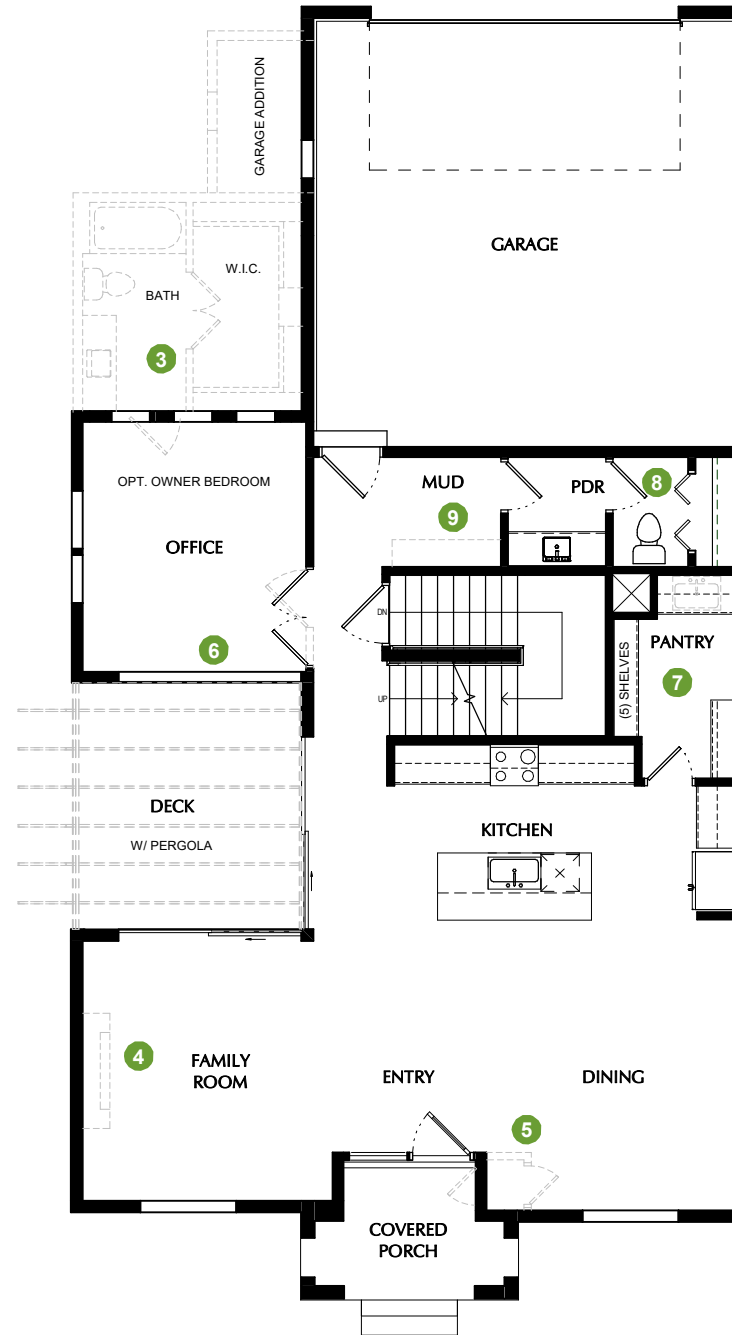 GARAGE ADDITION
GARAGE
W.I.C.
BATH
3
OPT. OWNER BEDROOM
OFFICE
6
MUD
9
PDR
8
DN
UP
(5) SHELVES
PANTRY
7
DECK
W/ PERGOLA
KITCHEN
4
FAMILY
ROOM
ENTRY
DINING
5
COVERED
PORCH